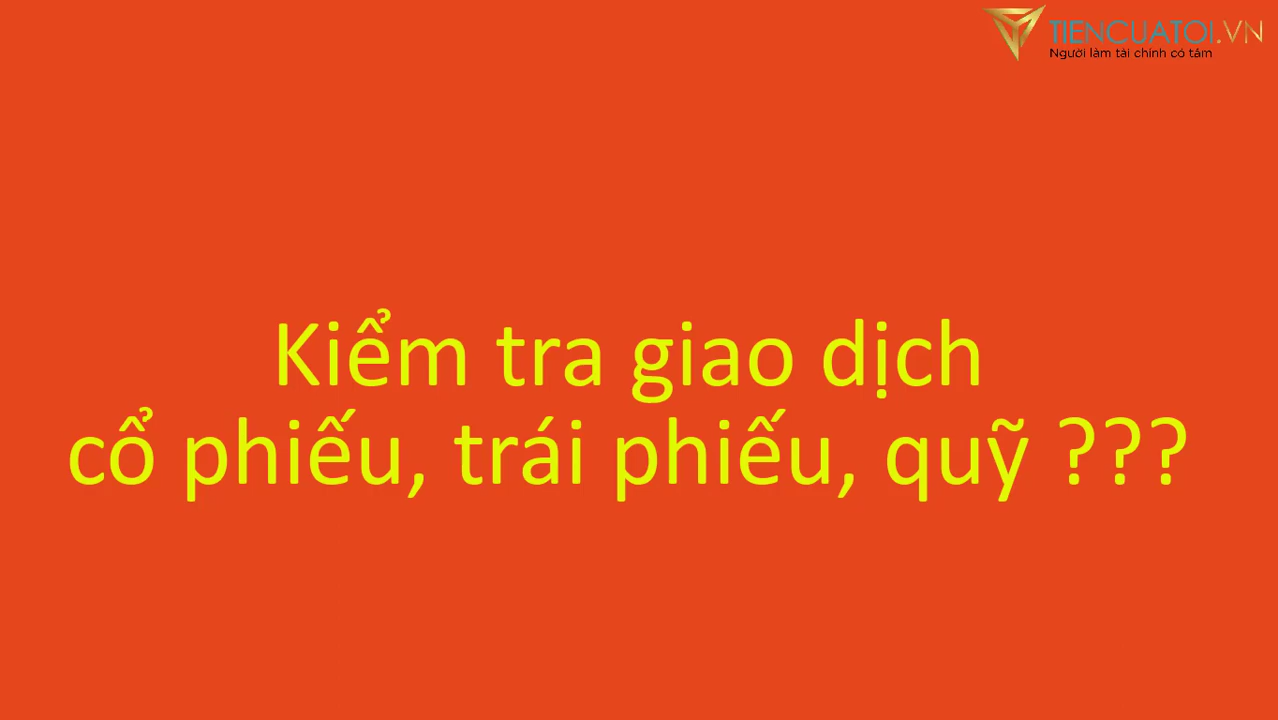 TIENCUATOI.VN
Người làm tài chính có tâm
Kiểm tra giao dịch
cổ phiếu, trái phiếu, quỹ ???